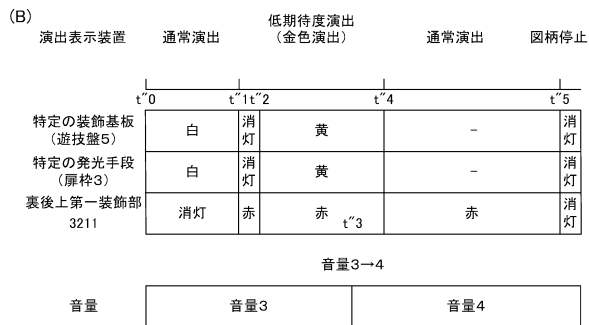 (B)
演出表示装置 通常演出 低期待度演出 通常演出 図柄停止
(金色演出)
t"0 t"1 t"2 t"4 t"5
特定の装飾基板 白 消 黄 - 消
(遊技盤5) 灯 灯
特定の発光手段 白 消 黄 - 消
(扉枠3) 灯 灯
裏後上第一装飾部 消灯 赤 赤 赤 消
3211 t"3 灯
音量3→4
音量 音量3 音量4